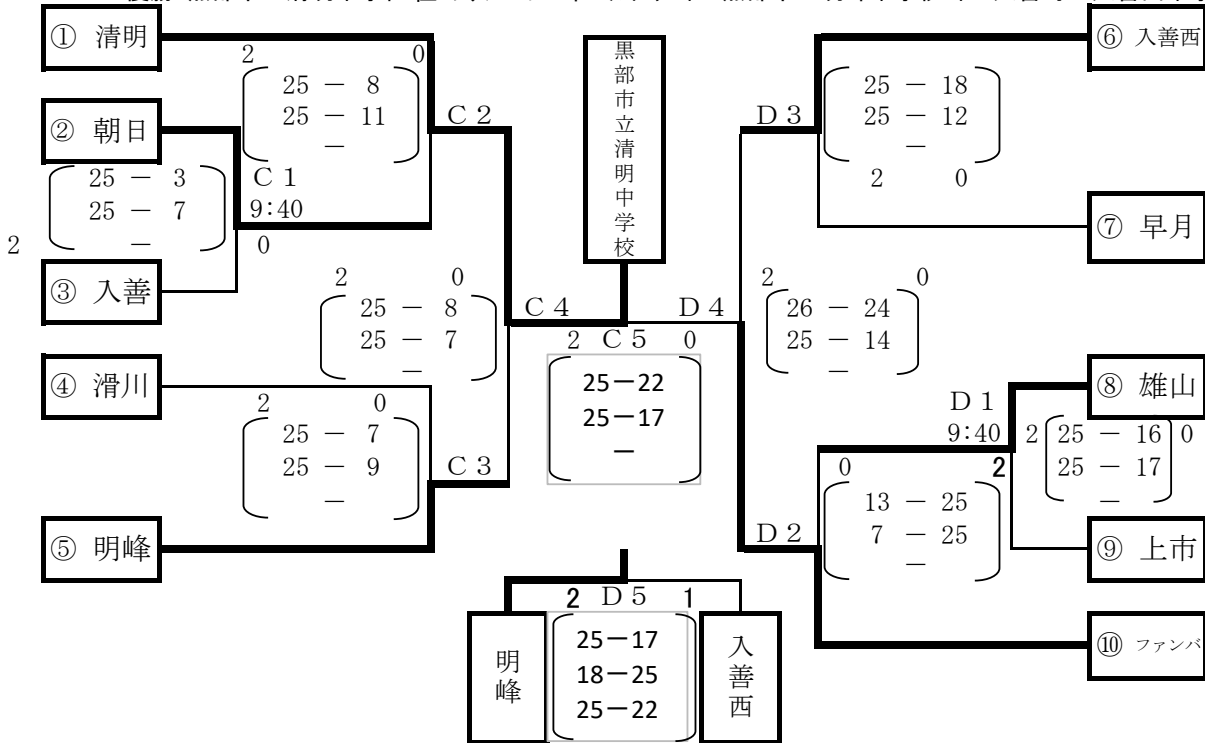 ① 清明
② 朝日
③ 入善
④ 滑川
⑤ 明峰
2 0
25 － 8
25 － 11
－
C 2
25 － 3
25 － 7
－
2
0
C 1
9:40
2 0
25 － 8
25 － 7
－
C 4
2 0
25 － 7
25 － 9
－
C 3
黒部市立清明中学校
2 C 5 0
25－22
25－17
－
D 4
⑥ 入善西
⑦ 早月
⑧ 雄山
⑨ 上市
⑩ ファンバ
D 3
25 － 18
25 － 12
－
2 0
2 0
26 － 24
25 － 14
－
D 1
9:40
2 25 － 16 0
25 － 17
－
0 2
13 － 25
7 － 25
－
D 2
2 D 5 1
明峰
25－17
18－25
25－22
入善西